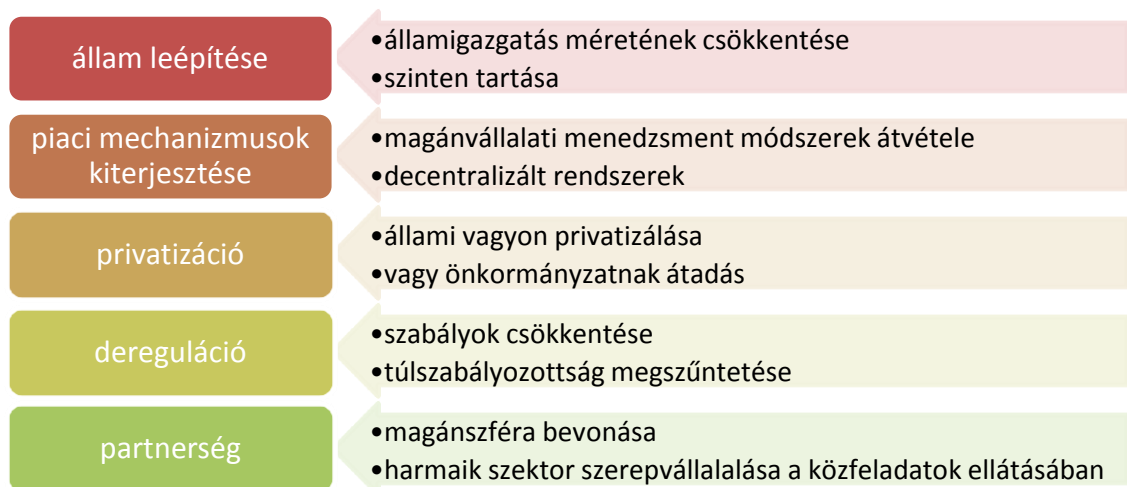 állam leépítése
•államigazgatás méretének csökkentése
•szinten tartása
piaci mechanizmusok
kiterjesztése
•magánvállalati menedzsment módszerek átvétele
•decentralizált rendszerek
privatizáció
•állami vagyon privatizálása
•vagy önkormányzatnak átadás
dereguláció
•szabályok csökkentése
•túlszabályozottság megszűntetése
partnerség
•magánszféra bevonása
•harmaik szektor szerepvállalalása a közfeladatok ellátásában